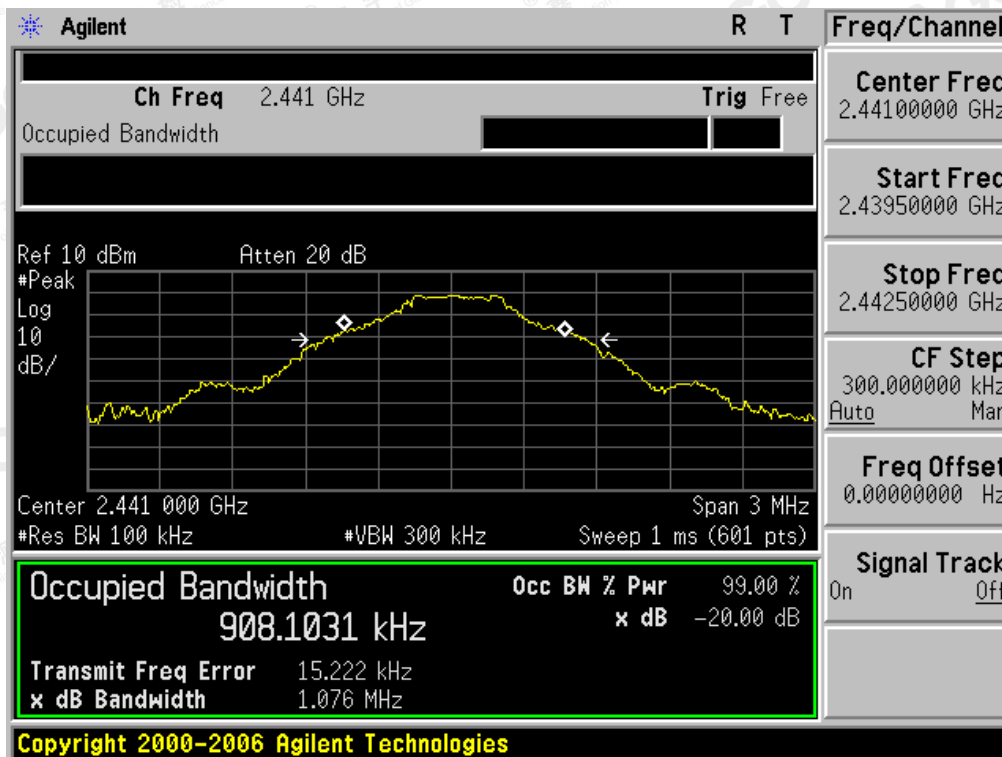 Agilent R T Freq/Channel
Ch Freq 2.441 GHz Trig Free
Occupied Bandwidth
Center Freq
2.44100000 GHz
Start Freq
2.43950000 GHz
Stop Freq
2.44250000 GHz
CF Step
300.000000 kHz
Auto Man
Freq Offset
0.00000000 Hz
Signal Track
On Off
Ref 10 dBm Atten 20 dB
#Peak
Log
10
dB/
Center 2.441 000 GHz Span 3 MHz
#Res BW 100 kHz #VBW 300 kHz Sweep 1 ms (601 pts)
Occupied Bandwidth Occ BW % Pwr 99.00 %
908.1031 kHz x dB -20.00 dB
Transmit Freq Error 15.222 kHz
x dB Bandwidth 1.076 MHz
Copyright 2000-2006 Agilent Technologies